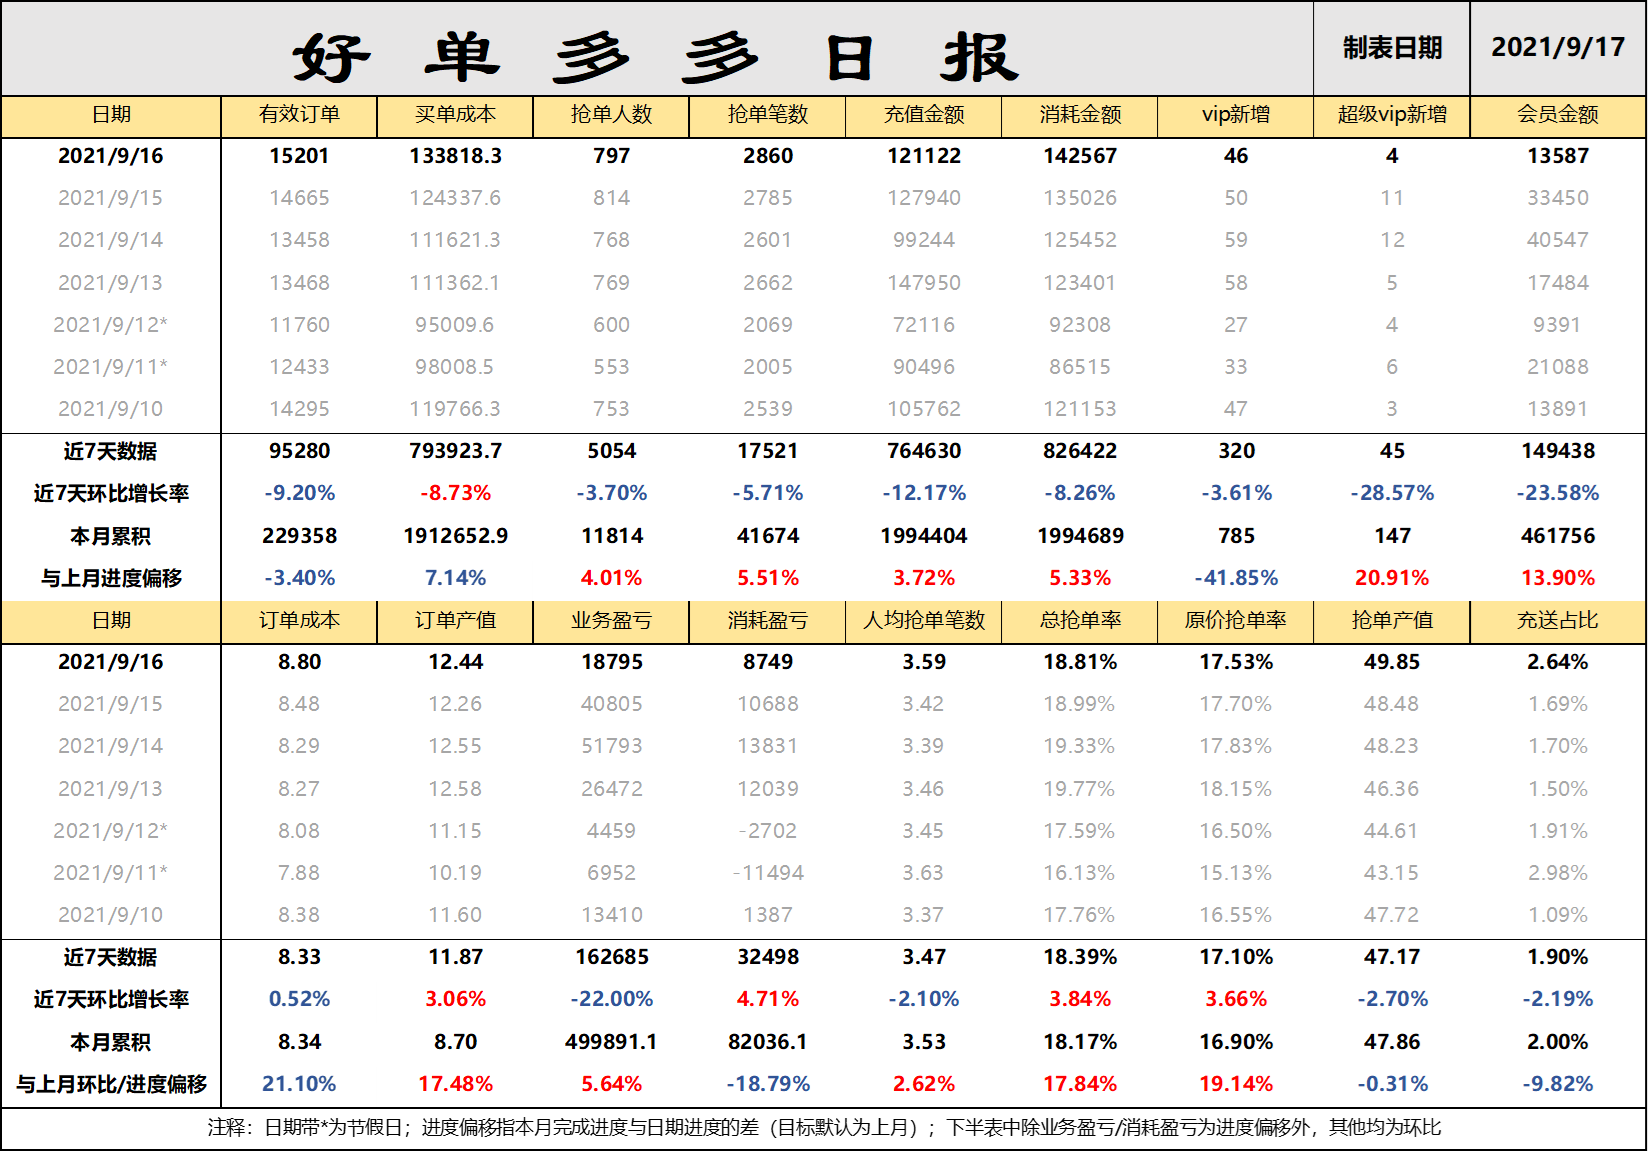 好单多多日报 制表日期 2021/9/17
日期 有效订单 买单成本 抢单人数 抢单笔数 充值金额 消耗金额 vip新增 超级vip新增 会员金额
2021/9/16 15201 133818.3 797 2860 121122 142567 46 4 13587
2021/9/15 14665 124337.6 814 2785 127940 135026 50 11 33450
2021/9/14 13458 111621.3 768 2601 99244 125452 59 12 40547
2021/9/13 13468 111362.1 769 2662 147950 123401 58 5 17484
2021/9/12* 11760 95009.6 600 2069 72116 92308 27 4 9391
2021/9/11* 12433 98008.5 553 2005 90496 86515 33 6 21088
2021/9/10 14295 119766.3 753 2539 105762 121153 47 3 13891
近7天数据 95280 793923.7 5054 17521 764630 826422 320 45 149438
近7天环比增长率 -9.20% -8.73% -3.70% -5.71% -12.17% -8.26% -3.61% -28.57% -23.58%
本月累积 229358 1912652.9 11814 41674 1994404 1994689 785 147 461756
与上月进度偏移 -3.40% 7.14% 4.01% 5.51% 3.72% 5.33% -41.85% 20.91% 13.90%
日期 订单成本 订单产值 业务盈亏 消耗盈亏 人均抢单笔数 总抢单率 原价抢单率 抢单产值 充送占比
2021/9/16 8.80 12.44 18795 8749 3.59 18.81% 17.53% 49.85 2.64%
2021/9/15 8.48 12.26 40805 10688 3.42 18.99% 17.70% 48.48 1.69%
2021/9/14 8.29 12.55 51793 13831 3.39 19.33% 17.83% 48.23 1.70%
2021/9/13 8.27 12.58 26472 12039 3.46 19.77% 18.15% 46.36 1.50%
2021/9/12* 8.08 11.15 4459 -2702 3.45 17.59% 16.50% 44.61 1.91%
2021/9/11* 7.88 10.19 6952 -11494 3.63 16.13% 15.13% 43.15 2.98%
2021/9/10 8.38 11.60 13410 1387 3.37 17.76% 16.55% 47.72 1.09%
近7天数据 8.33 11.87 162685 32498 3.47 18.39% 17.10% 47.17 1.90%
近7天环比增长率 0.52% 3.06% -22.00% 4.71% -2.10% 3.84% 3.66% -2.70% -2.19%
本月累积 8.34 8.70 499891.1 82036.1 3.53 18.17% 16.90% 47.86 2.00%
与上月环比/进度偏移 21.10% 17.48% 5.64% -18.79% 2.62% 17.84% 19.14% -0.31% -9.82%
注释：日期带*为节假日；进度偏移指本月完成进度与日期进度的差（目标默认为上月）；下半表中除业务盈亏/消耗盈亏为进度偏移外，其他均为环比